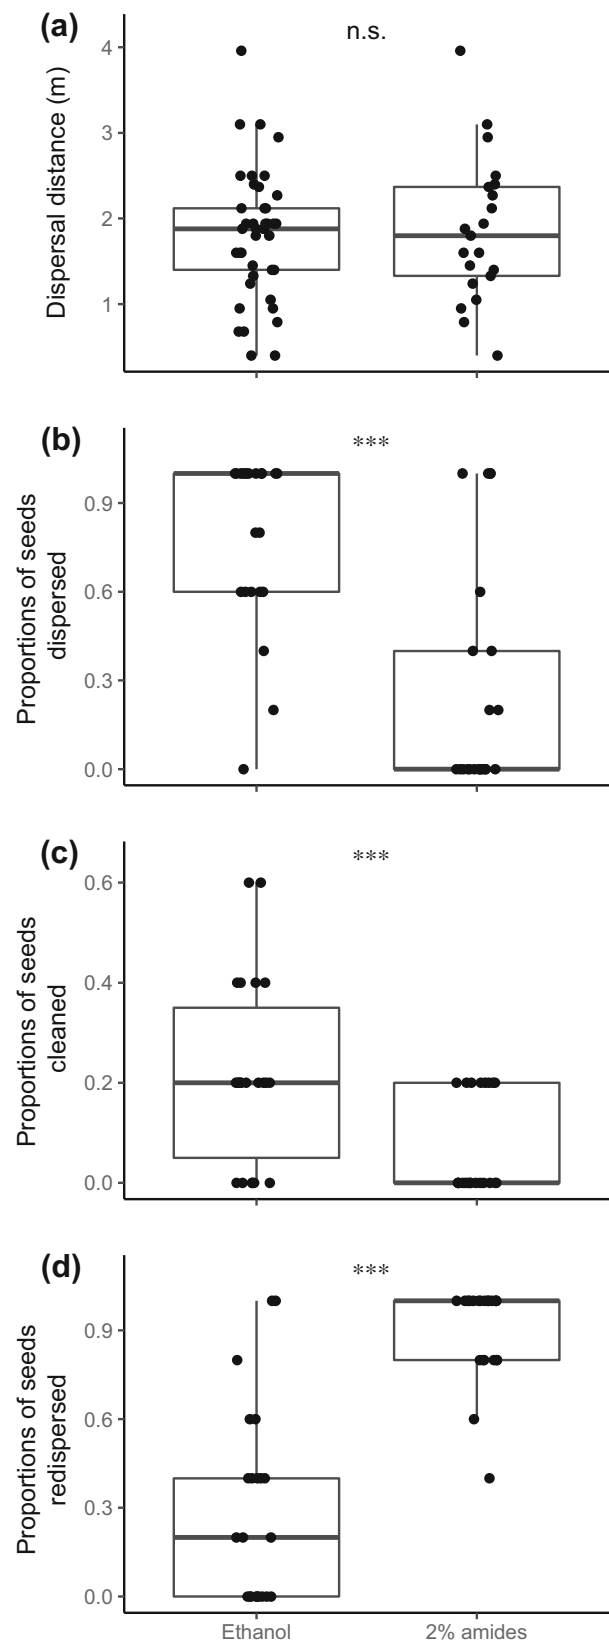 (a)
n.s.
Dispersal distance (m)
4
3
2
1
(b)
***
Proportions of seeds
dispersed
0.9
0.6
0.3
0.0
(c)
***
Proportions of seeds
cleaned
0.6
0.4
0.2
0.0
(d)
***
Proportions of seeds
redispersed
0.9
0.6
0.3
0.0
Ethanol
2% amides